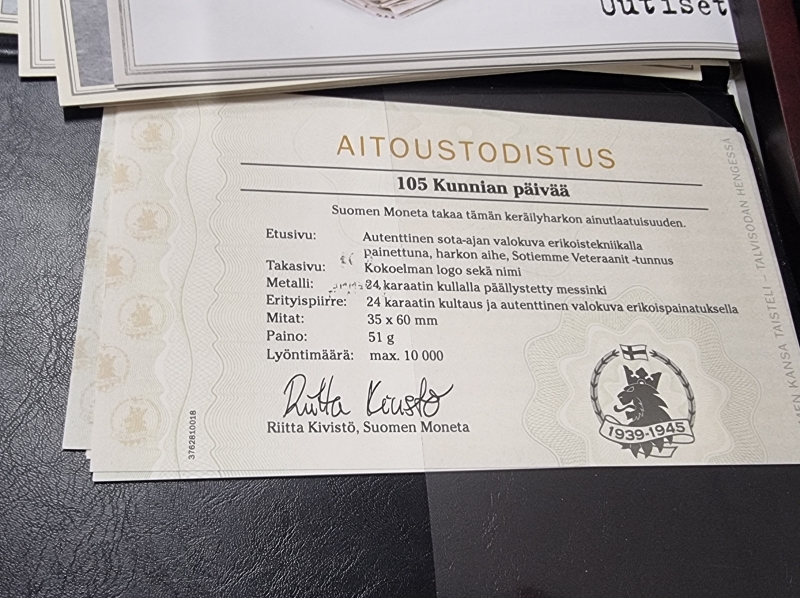 Uutiset
AITOUSTODISTUS
105 Kunnian päivää
Suomen Moneta takaa tämän keräilyharkon ainutlaatuisuuden.
Etusivu: Autenttinen sota-ajan valokuva erikoistekniikalla
painettuna, harkon aihe, Sotiemme Veteraanit -tunnus
Takasivu: Kokoelman logo sekä nimi
Metalli: 24 karaatin kullalla päällystetty messinki
Erityispiirre: 24 karaatin kultaus ja autenttinen valokuva erikoispainatuksella
Mitat: 35 x 60 mm
Paino: 51 g
Lyöntimäärä: max. 10 000
Riitta Kivistö
Riitta Kivistö, Suomen Moneta
3762810018
1939-1945
KANSA TAISTELI – TALVISODAN HENGESSÄ